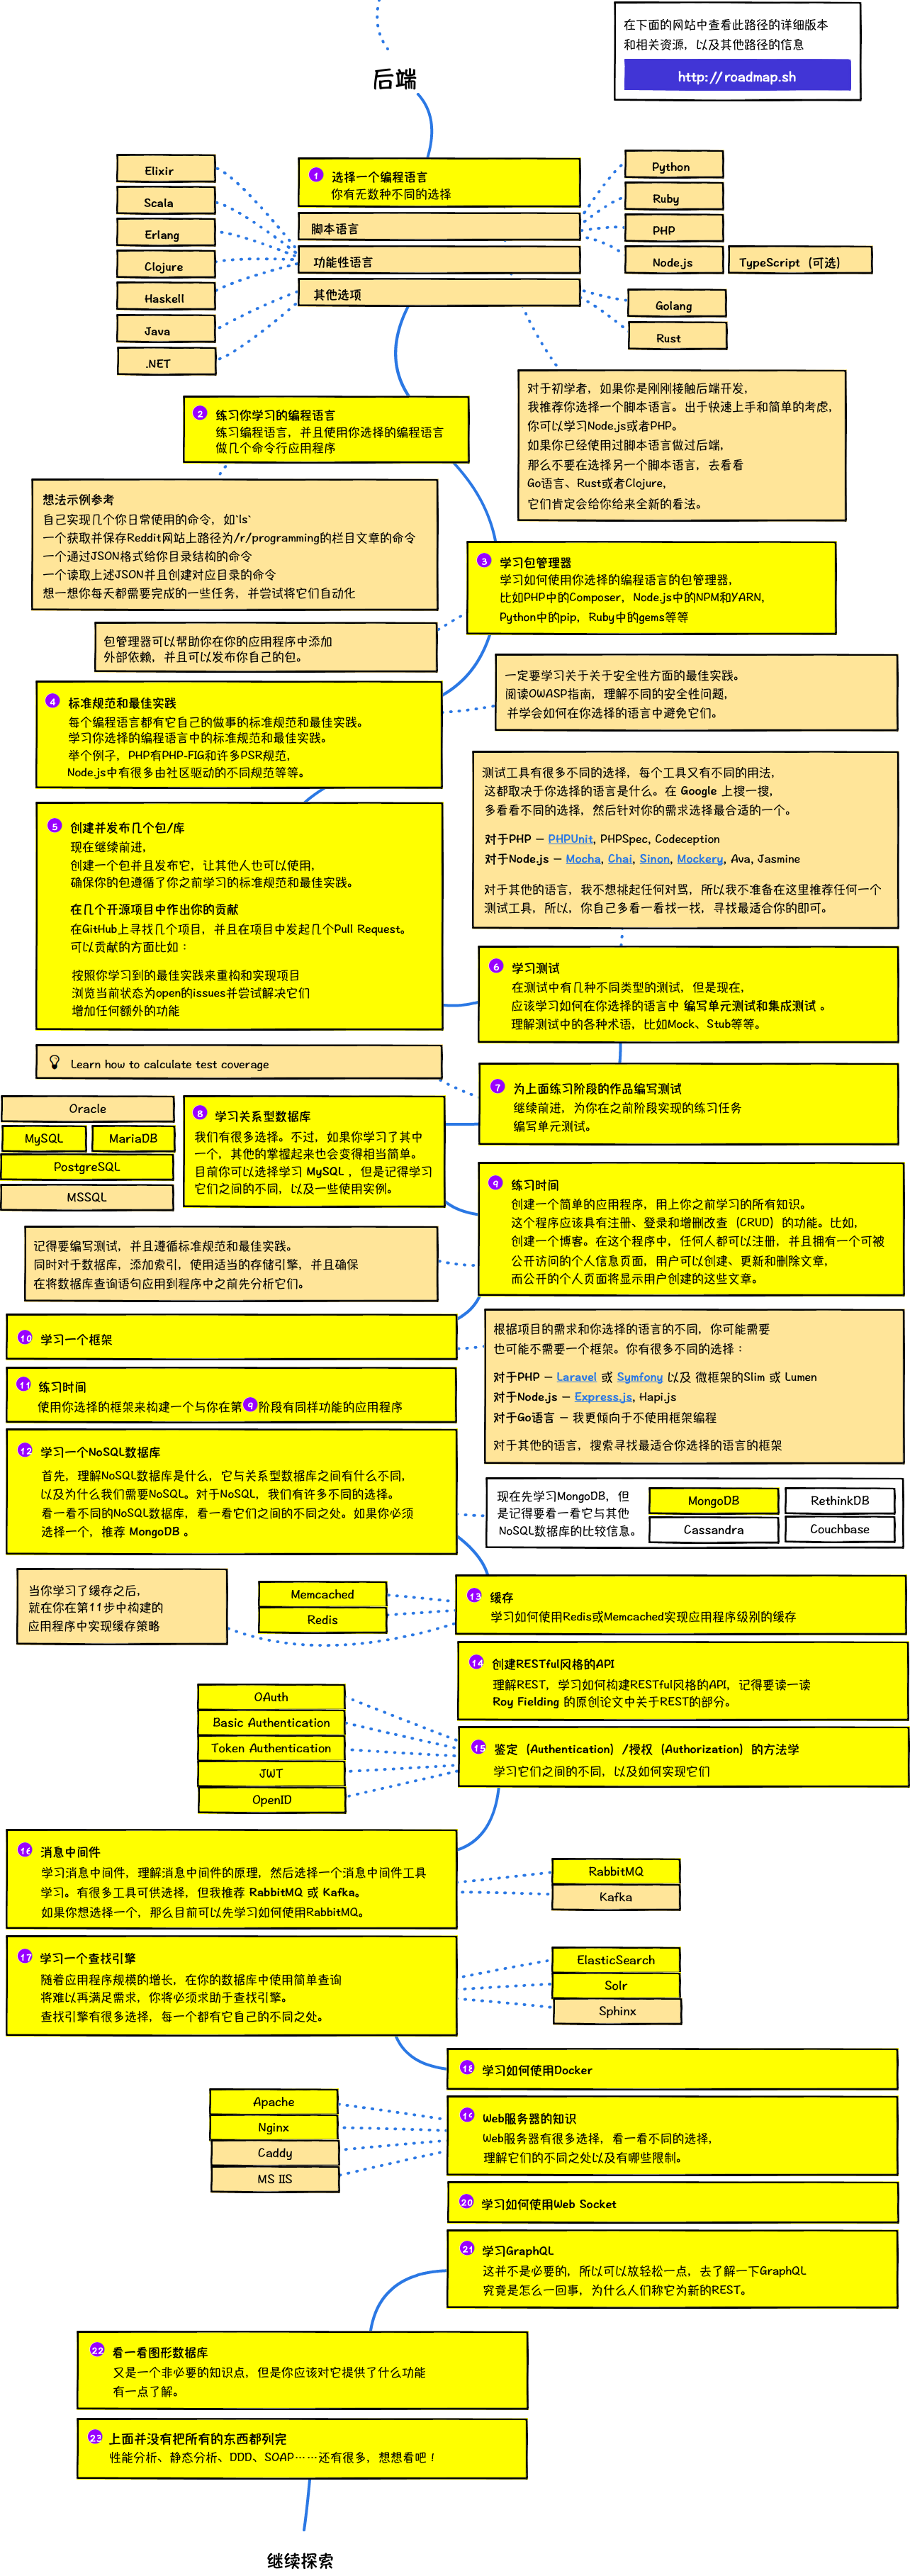 在下面的网站中查看此路径的详细版本
和相关资源，以及其他路径的信息
http://roadmap.sh
后端
1 选择一个编程语言
你有无数种不同的选择
脚本语言
功能性语言
其他选项
Elixir
Scala
Erlang
Clojure
Haskell
Java
.NET
Python
Ruby
PHP
Node.js
TypeScript（可选）
Golang
Rust
对于初学者，如果你是刚刚接触后端开发，
我推荐你选择一个脚本语言。出于快速上手和简单的考虑，
你可以学习Node.js或者PHP。
如果你已经使用过脚本语言做过后端，
那么不要在选择另一个脚本语言，去看看
Go语言、Rust或者Clojure，
它们肯定会给你给来全新的看法。
2 练习你学习的编程语言
练习编程语言，并且使用你选择的编程语言
做几个命令行应用程序
想法示例参考
自己实现几个你日常使用的命令，如`ls`
一个获取并保存Reddit网站上路径为/r/programming的栏目文章的命令
一个通过JSON格式给你目录结构的命令
一个读取上述JSON并且创建对应目录的命令
想一想你每天都需要完成的一些任务，并尝试将它们自动化
3 学习包管理器
学习如何使用你选择的编程语言的包管理器，
比如PHP中的Composer，Node.js中的NPM和YARN，
Python中的pip，Ruby中的gems等等
包管理器可以帮助你在你的应用程序中添加
外部依赖，并且可以发布你自己的包。
一定要学习关于关于安全性方面的最佳实践。
阅读OWASP指南，理解不同的安全性问题，
并学会如何在你选择的语言中避免它们。
4 标准规范和最佳实践
每个编程语言都有它自己的做事的标准规范和最佳实践。
学习你选择的编程语言中的标准规范和最佳实践。
举个例子，PHP有PHP-FIG和许多PSR规范，
Node.js中有很多由社区驱动的不同规范等等。
测试工具有很多不同的选择，每个工具又有不同的用法，
这都取决于你选择的语言是什么。在 Google 上搜一搜，
多看看不同的选择，然后针对你的需求选择最合适的一个。
对于PHP – PHPUnit, PHPSpec, Codeception
对于Node.js – Mocha, Chai, Sinon, Mockery, Ava, Jasmine
对于其他的语言，我不想挑起任何对骂，所以我不准备在这里推荐任何一个
测试工具，所以，你自己多看一看找一找，寻找最适合你的即可。
5 创建并发布几个包/库
现在继续前进，
创建一个包并且发布它，让其他人也可以使用，
确保你的包遵循了你之前学习的标准规范和最佳实践。
在几个开源项目中作出你的贡献
在GitHub上寻找几个项目，并且在项目中发起几个Pull Request。
可以贡献的方面比如：
按照你学习到的最佳实践来重构和实现项目
浏览当前状态为open的issues并尝试解决它们
增加任何额外的功能
6 学习测试
在测试中有几种不同类型的测试，但是现在，
应该学习如何在你选择的语言中 编写单元测试和集成测试 。
理解测试中的各种术语，比如Mock、Stub等等。
Learn how to calculate test coverage
7 为上面练习阶段的作品编写测试
继续前进，为你在之前阶段实现的练习任务
编写单元测试。
Oracle
MySQL
MariaDB
PostgreSQL
MSSQL
8 学习关系型数据库
我们有很多选择。不过，如果你学习了其中
一个，其他的掌握起来也会变得相当简单。
目前你可以选择学习 MySQL ，但是记得学习
它们之间的不同，以及一些使用实例。
9 练习时间
创建一个简单的应用程序，用上你之前学习的所有知识。
这个程序应该具有注册、登录和增删改查（CRUD）的功能。比如，
创建一个博客。在这个程序中，任何人都可以注册，并且拥有一个可被
公开访问的个人信息页面，用户可以创建、更新和删除文章，
而公开的个人页面将显示用户创建的这些文章。
记得要编写测试，并且遵循标准规范和最佳实践。
同时对于数据库，添加索引，使用适当的存储引擎，并且确保
在将数据库查询语句应用到程序中之前先分析它们。
10 学习一个框架
根据项目的需求和你选择的语言的不同，你可能需要
也可能不需要一个框架。你有很多不同的选择：
对于PHP – Laravel 或 Symfony 以及 微框架的Slim 或 Lumen
对于Node.js – Express.js, Hapi.js
对于Go语言 – 我更倾向于不使用框架编程
对于其他的语言，搜索寻找最适合你选择的语言的框架
11 练习时间
使用你选择的框架来构建一个与你在第9阶段有同样功能的应用程序
12 学习一个NoSQL数据库
首先，理解NoSQL数据库是什么，它与关系型数据库之间有什么不同，
以及为什么我们需要NoSQL。对于NoSQL，我们有许多不同的选择。
看一看不同的NoSQL数据库，看一看它们之间的不同之处。如果你必须
选择一个，推荐 MongoDB 。
现在先学习MongoDB，但
是记得要看一看它与其他
NoSQL数据库的比较信息。
MongoDB
RethinkDB
Cassandra
Couchbase
当你学习了缓存之后，
就在你在第11步中构建的
应用程序中实现缓存策略
Memcached
Redis
13 缓存
学习如何使用Redis或Memcached实现应用程序级别的缓存
14 创建RESTful风格的API
理解REST，学习如何构建RESTful风格的API，记得要读一读
Roy Fielding 的原创论文中关于REST的部分。
OAuth
Basic Authentication
Token Authentication
JWT
OpenID
15 鉴定（Authentication）/授权（Authorization）的方法学
学习它们之间的不同，以及如何实现它们
16 消息中间件
学习消息中间件，理解消息中间件的原理，然后选择一个消息中间件工具
学习。有很多工具可供选择，但我推荐 RabbitMQ 或 Kafka。
如果你想选择一个，那么目前可以先学习如何使用RabbitMQ。
RabbitMQ
Kafka
17 学习一个查找引擎
随着应用程序规模的增长，在你的数据库中使用简单查询
将难以再满足需求，你将必须求助于查找引擎。
查找引擎有很多选择，每一个都有它自己的不同之处。
ElasticSearch
Solr
Sphinx
18 学习如何使用Docker
Apache
Nginx
Caddy
MS IIS
19 Web服务器的知识
Web服务器有很多选择，看一看不同的选择，
理解它们的不同之处以及有哪些限制。
20 学习如何使用Web Socket
21 学习GraphQL
这并不是必要的，所以可以放轻松一点，去了解一下GraphQL
究竟是怎么一回事，为什么人们称它为新的REST。
22 看一看图形数据库
又是一个非必要的知识点，但是你应该对它提供了什么功能
有一点了解。
23 上面并没有把所有的东西都列完
性能分析、静态分析、DDD、SOAP……还有很多，想想看吧！
继续探索